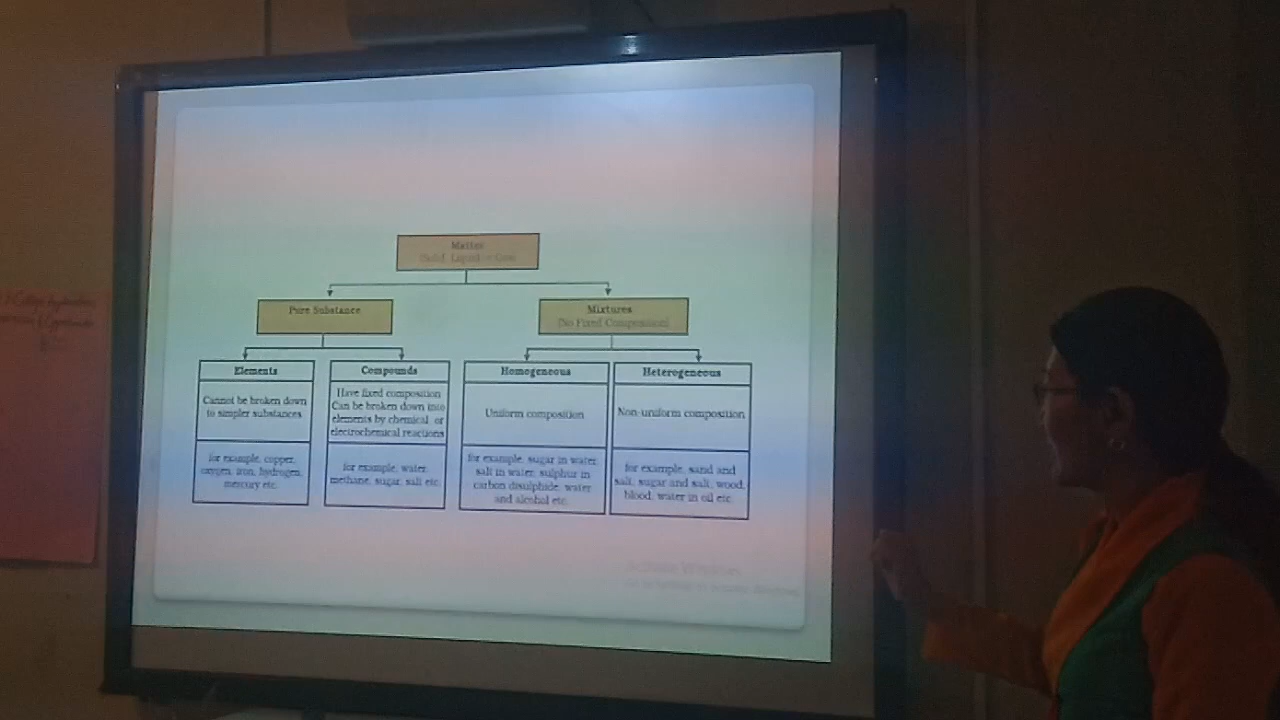 Matter
(Solid, Liquid or Gas)
Pure Substance
Mixtures
(No Fixed Composition)
Elements
Cannot be broken down
to simpler substances
for example, copper,
oxygen, iron, hydrogen,
mercury etc.
Compounds
Have fixed composition
Can be broken down into
elements by chemical or
electrochemical reactions
for example, water,
methane, sugar, salt etc.
Homogeneous
Uniform composition
for example, sugar in water,
salt in water, sulphur in
carbon disulphide, water
and alcohol etc.
Heterogeneous
Non-uniform composition
for example, sand and
salt, sugar and salt, wood,
blood, water in oil etc.
Activate Windows